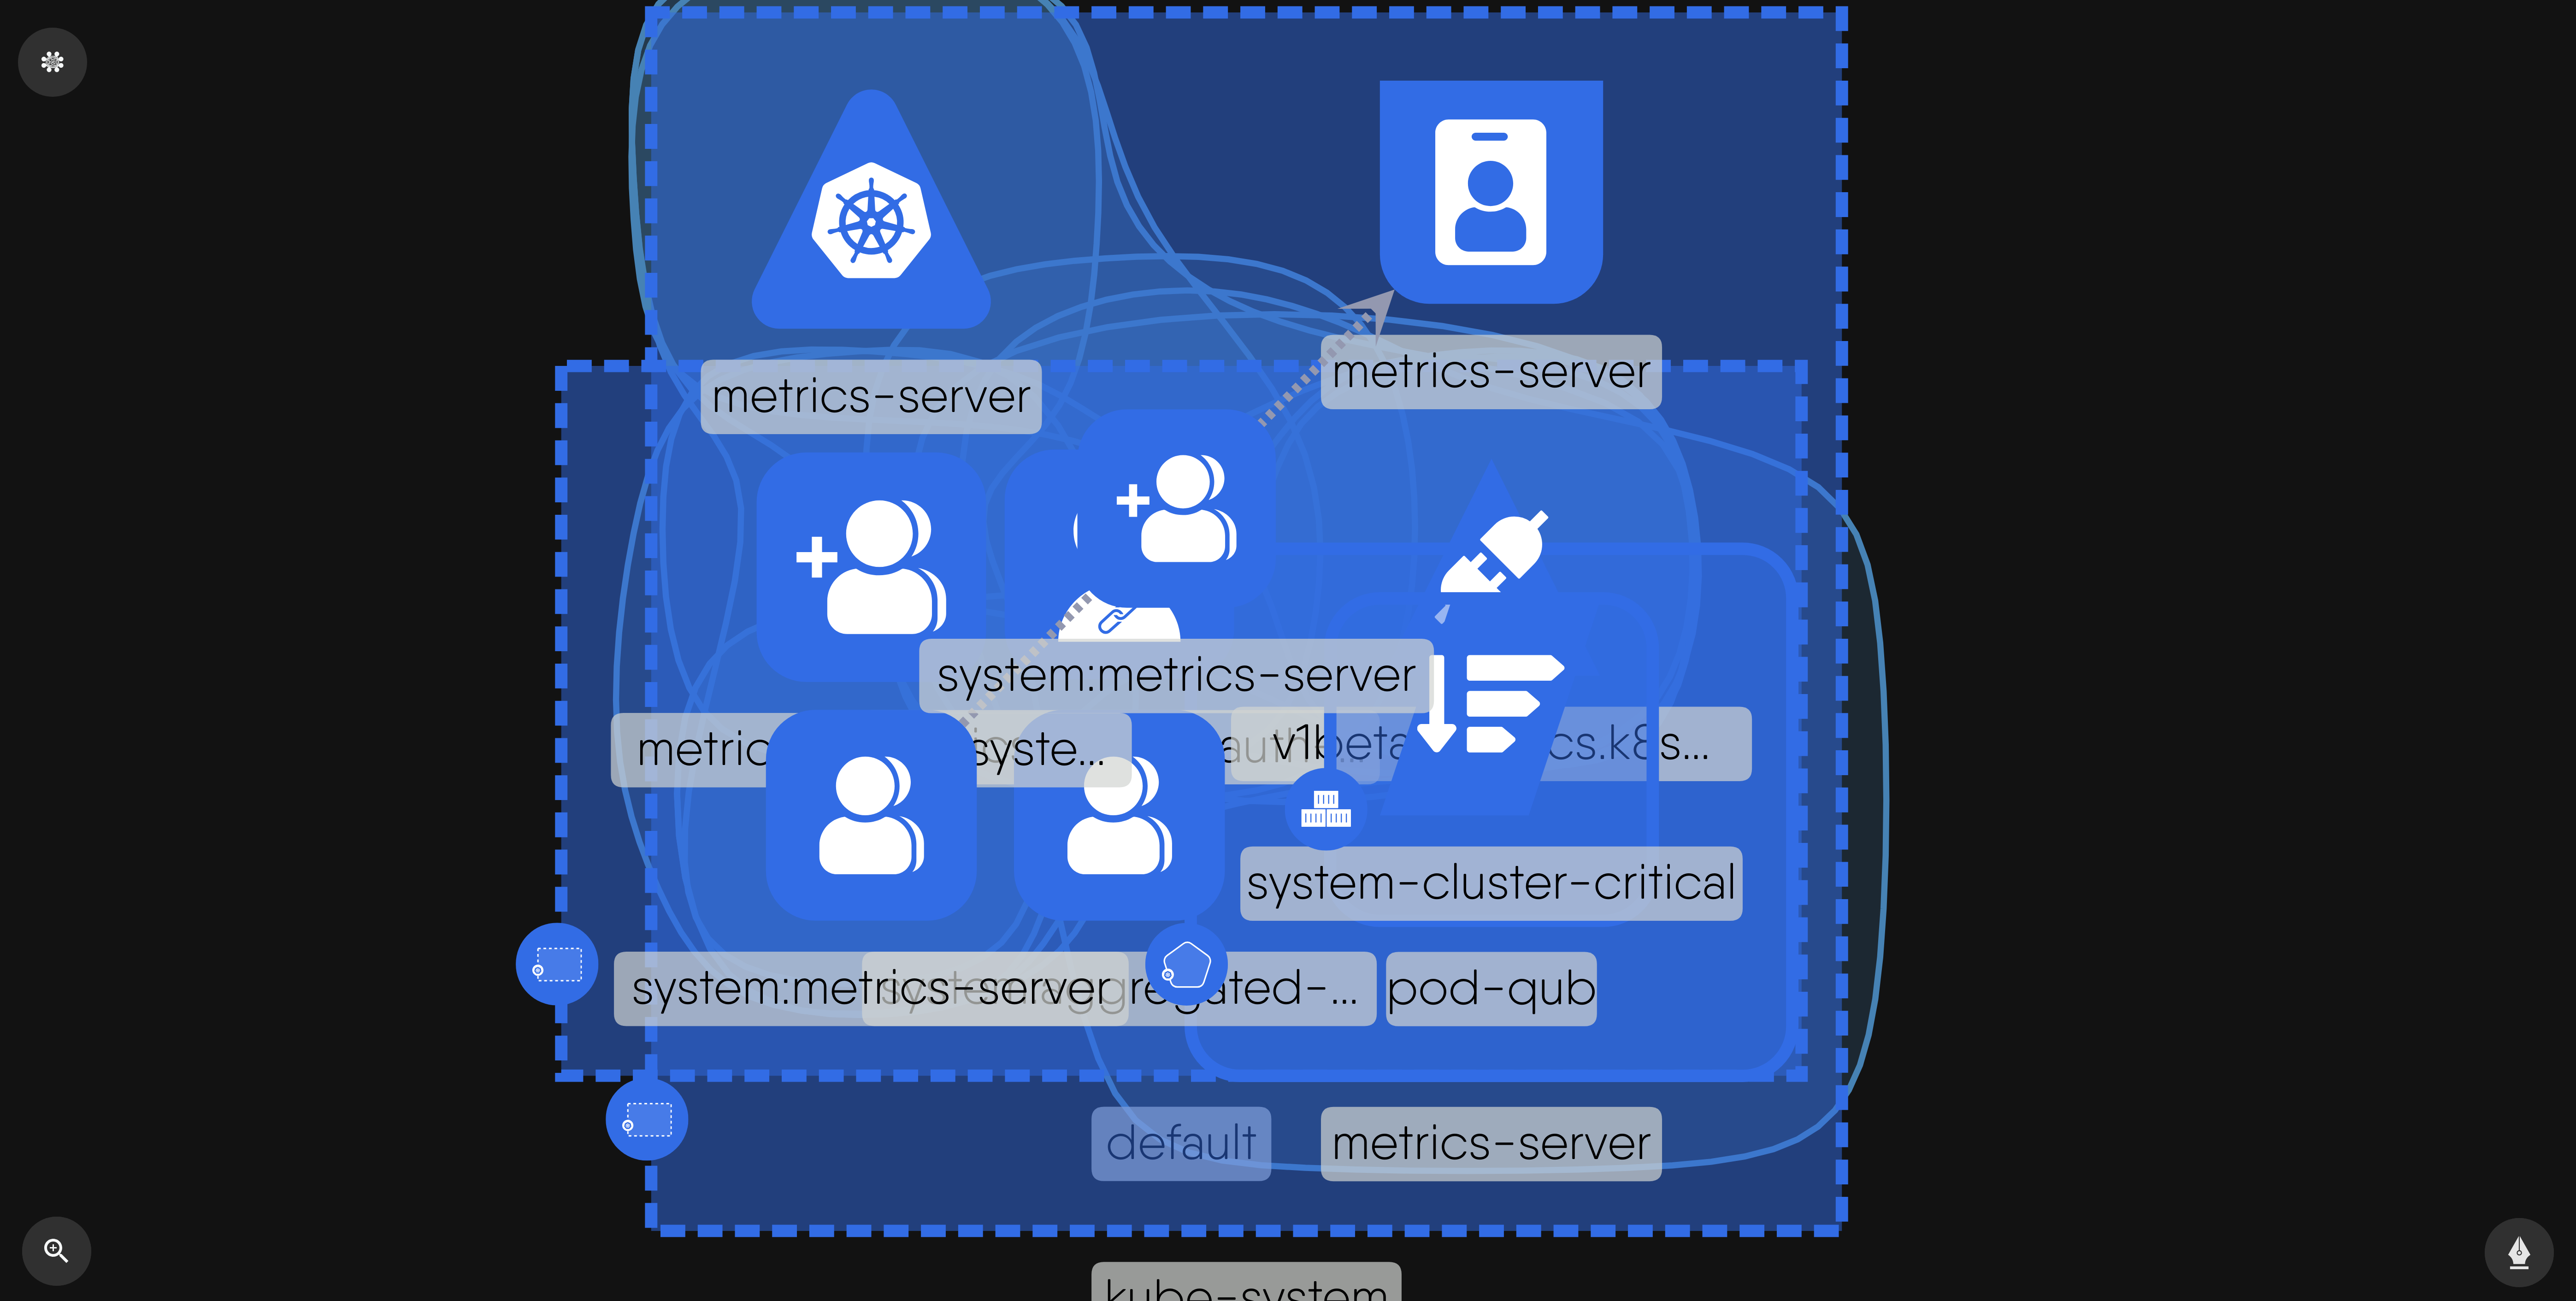 metrics-server
metrics-server
system:metrics-server
metric
syste...
auth
v1beta
cs.k8s...
system-cluster-critical
system:metrics-server
system:aggregated-...
pod-qub
default
metrics-server
kube-system